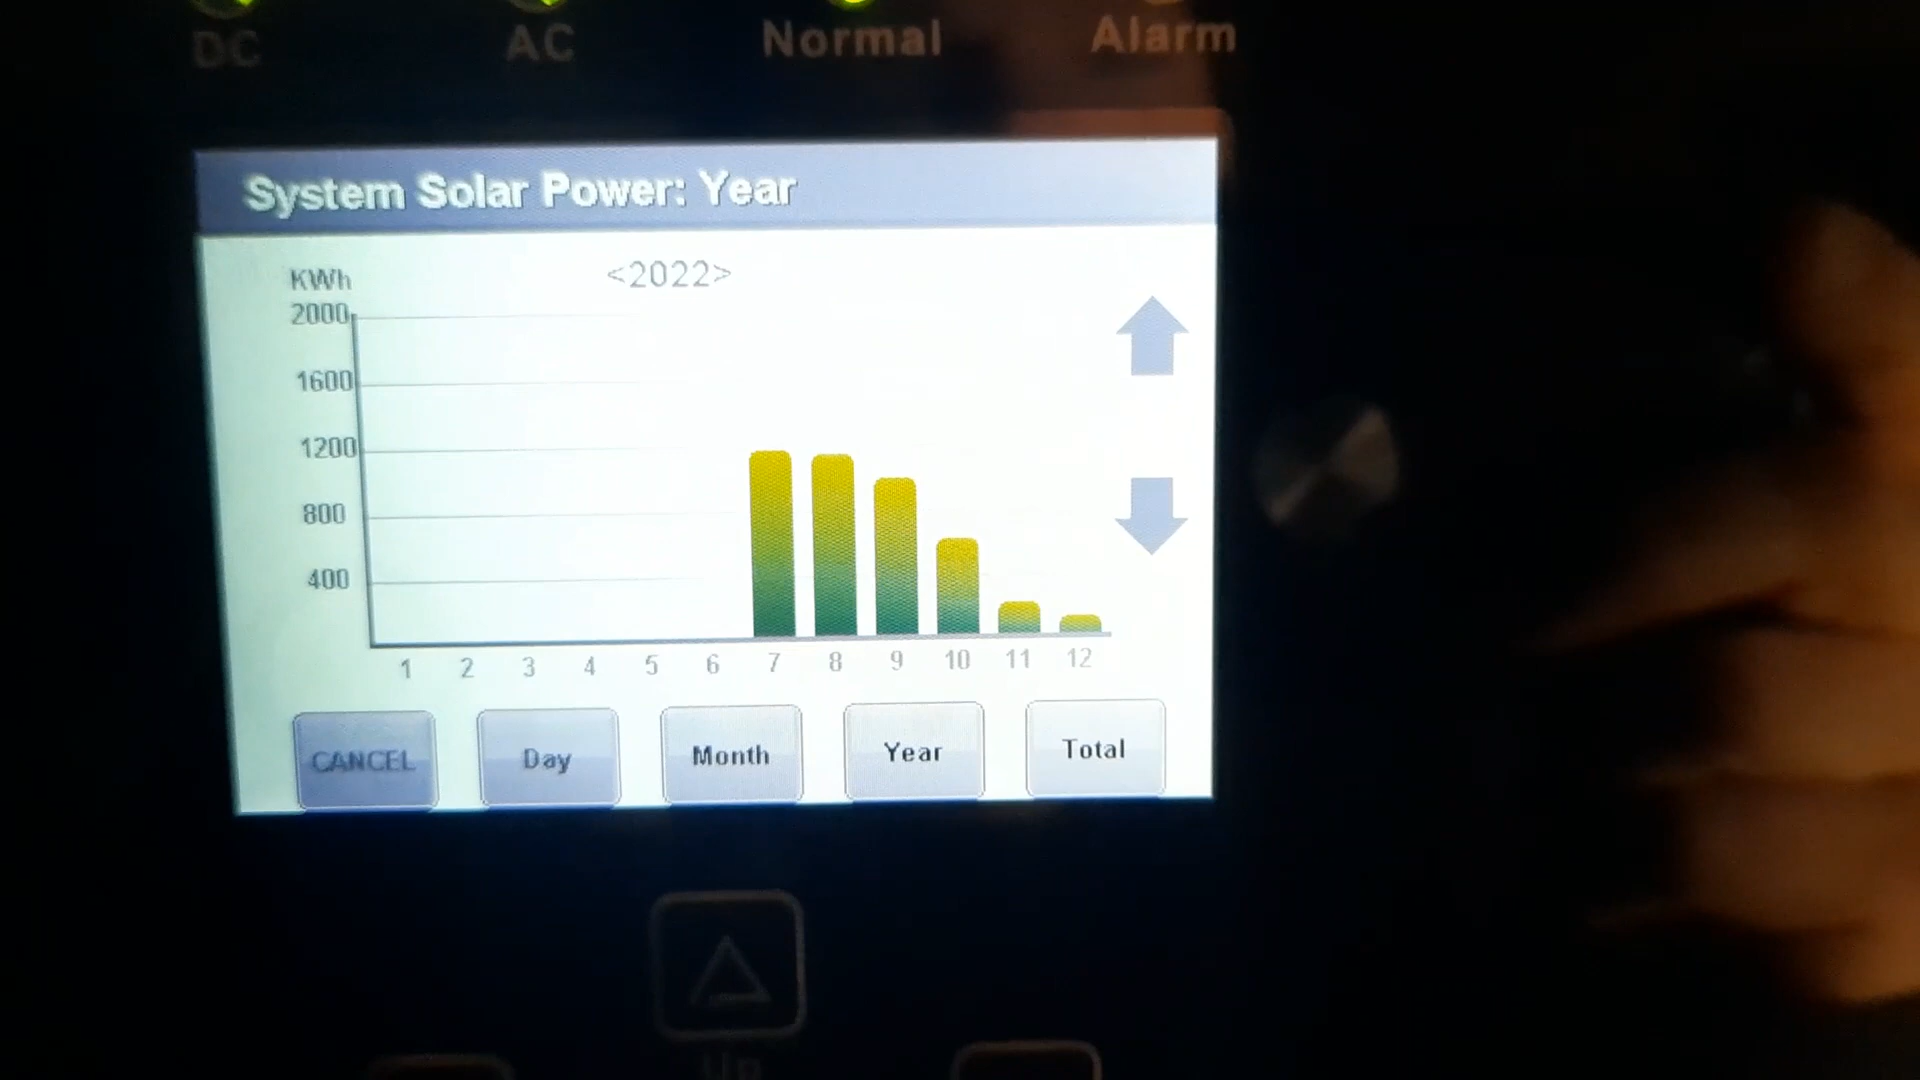 DC AC Normal Alarm
System Solar Power: Year
KWh <2022>
2000
1600
1200
800
400
1 2 3 4 5 6 7 8 9 10 11 12
CANCEL Day Month Year Total
Up